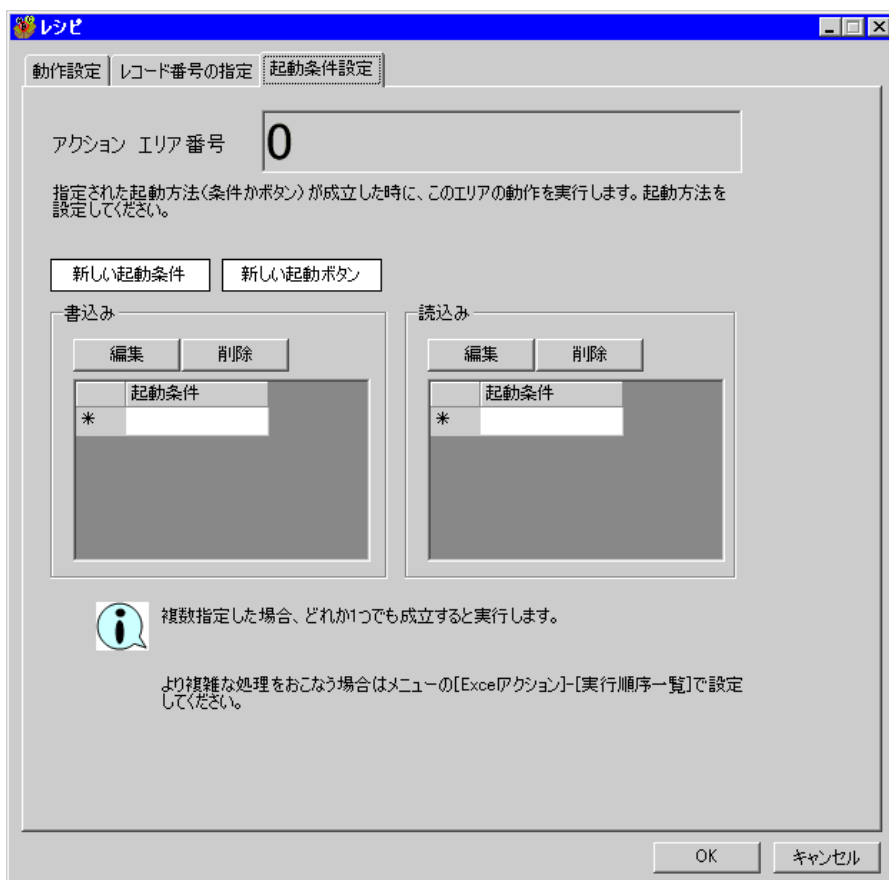 レシピ
動作設定 レコード番号の指定 起動条件設定
アクション エリア番号 0
指定された起動方法(条件かボタン)が成立した時に、このエリアの動作を実行します。起動方法を
設定してください。
新しい起動条件 新しい起動ボタン
書込み 読込み
編集 削除 編集 削除
起動条件 起動条件
* *
複数指定した場合、どれか1つでも成立すると実行します。
より複雑な処理をおこなう場合はメニューの[Excelアクション]-[実行順序一覧]で設定
してください。
OK キャンセル